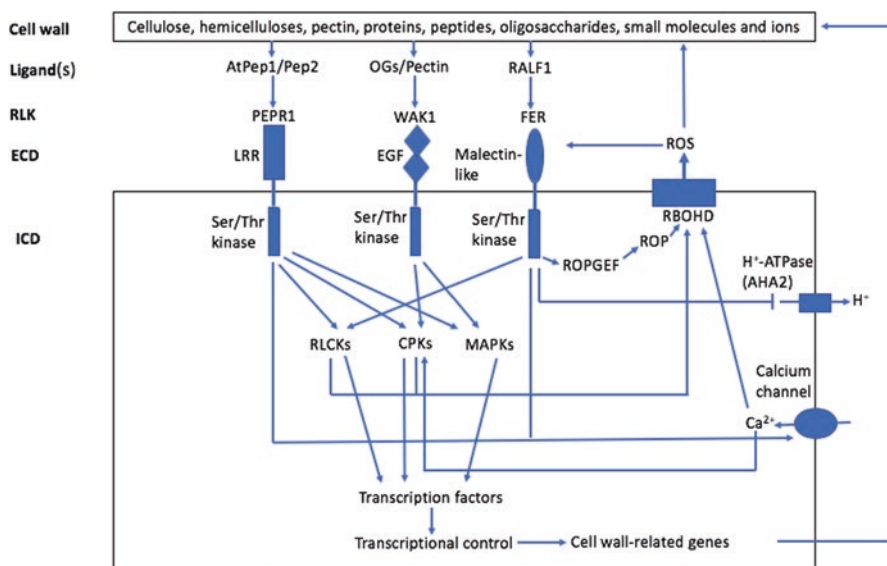 Cell wall
Cellulose, hemicelluloses, pectin, proteins, peptides, oligosaccharides, small molecules and ions
Ligand(s)
AtPep1/Pep2
OGs/Pectin
RALF1
RLK
PEPR1
WAK1
FER
ECD
LRR
EGF
Malectin-
like
ROS
ICD
Ser/Thr
kinase
Ser/Thr
kinase
Ser/Thr
kinase
RBOHD
ROP
ROPGEF
H⁺-ATPase
(AHA2)
H⁺
RLCKs
CPKs
MAPKs
Calcium
channel
Ca²⁺
Transcription factors
Transcriptional control
Cell wall-related genes